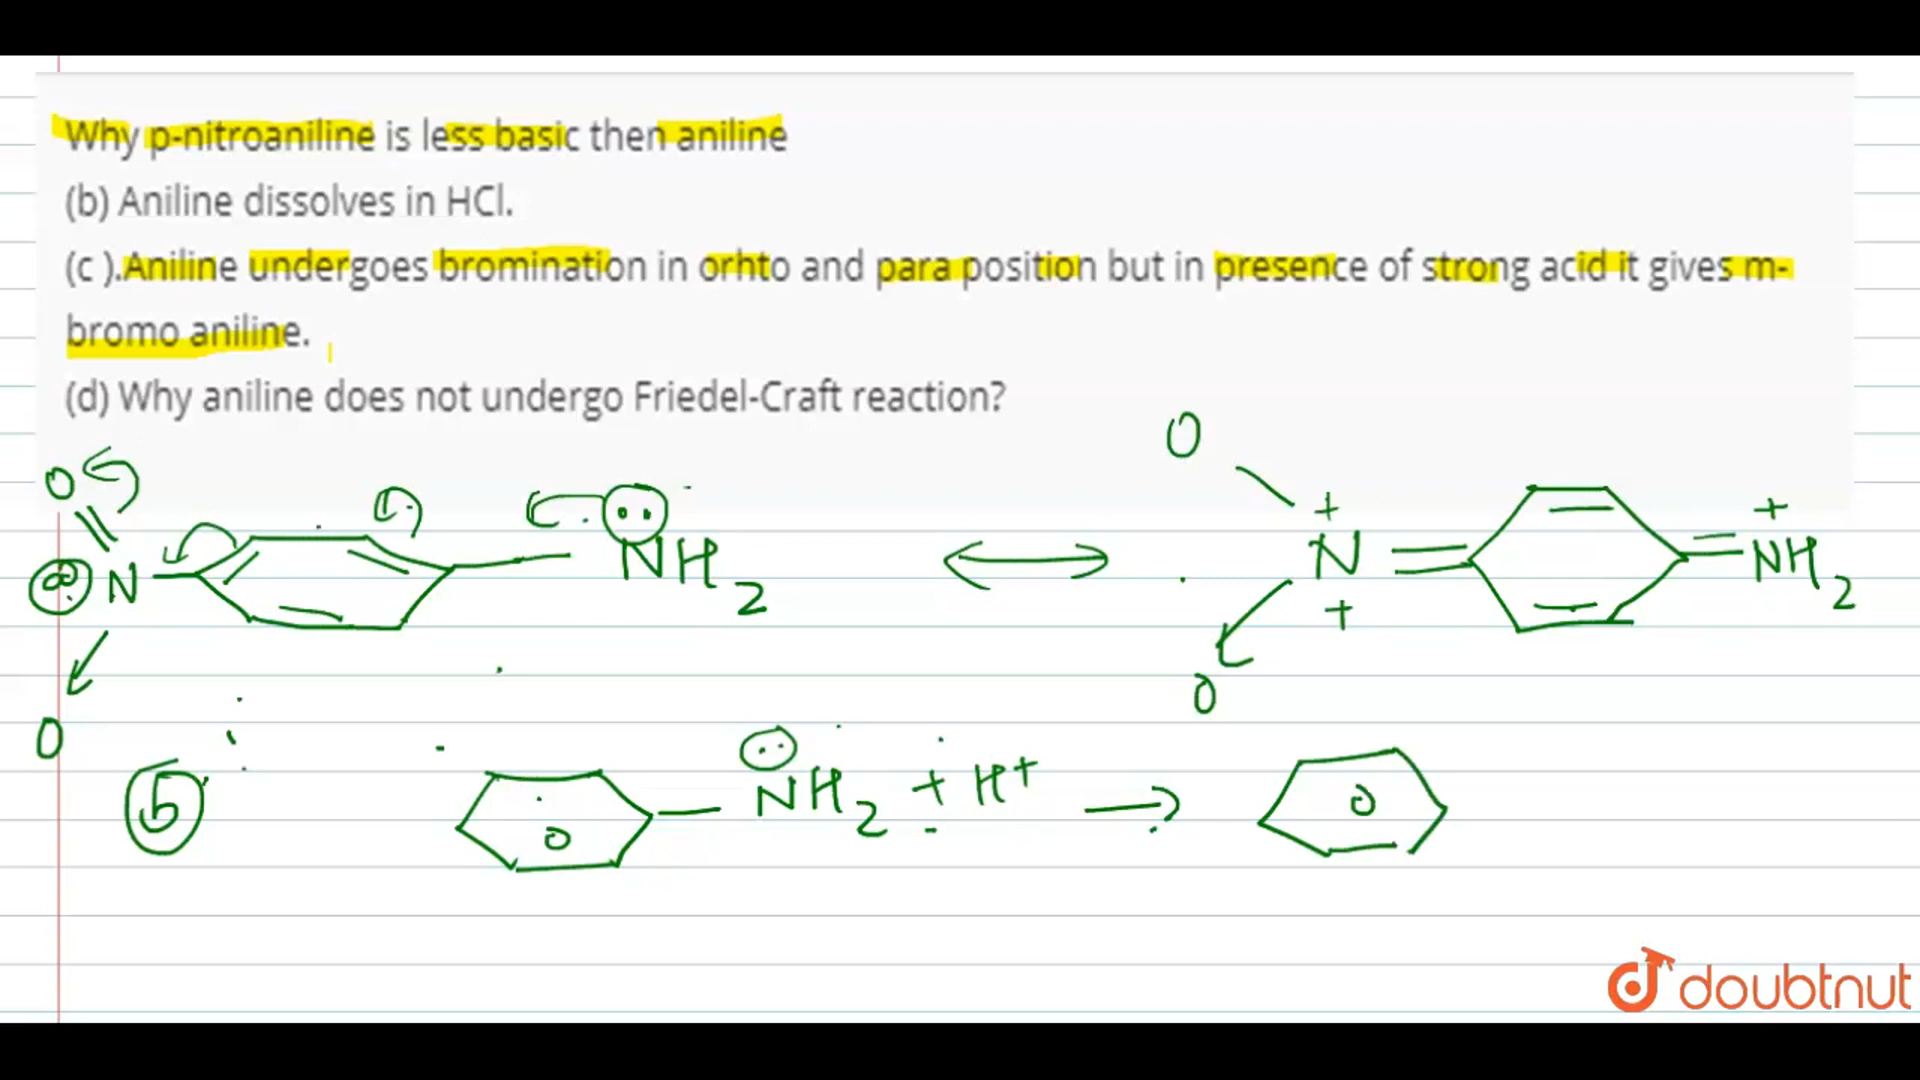 Why p-nitroaniline is less basic then aniline
(b) Aniline dissolves in HCl.
(c ).Aniline undergoes bromination in orhto and para position but in presence of strong acid it gives m-
bromo aniline.
(d) Why aniline does not undergo Friedel-Craft reaction?
O
O
+
+
N
NH2
N
NH2
+
O
O
b
NH2 + H+
doubtnut